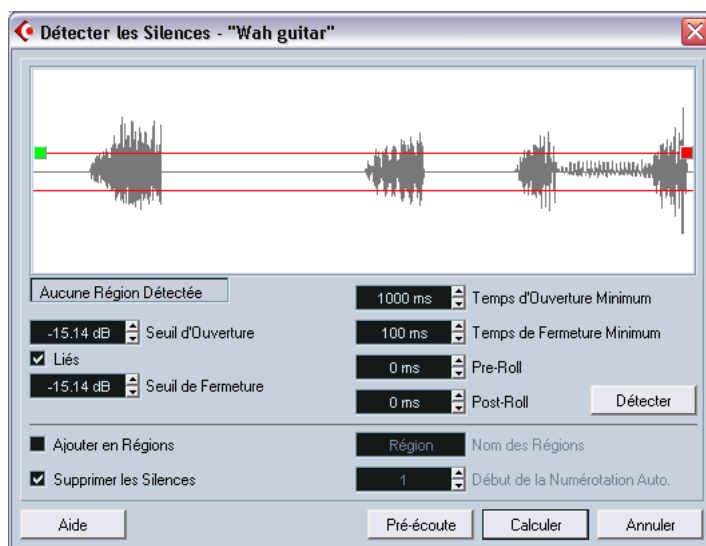 Détecter les Silences - "Wah guitar"
Aucune Région Détectée
-15.14 dB Seuil d'Ouverture
Liés
-15.14 dB Seuil de Fermeture
1000 ms Temps d'Ouverture Minimum
100 ms Temps de Fermeture Minimum
0 ms Pre-Roll
0 ms Post-Roll
Détecter
Ajouter en Régions
Région Nom des Régions
Supprimer les Silences
1 Début de la Numérotation Auto.
Aide
Pré-écoute
Calculer
Annuler